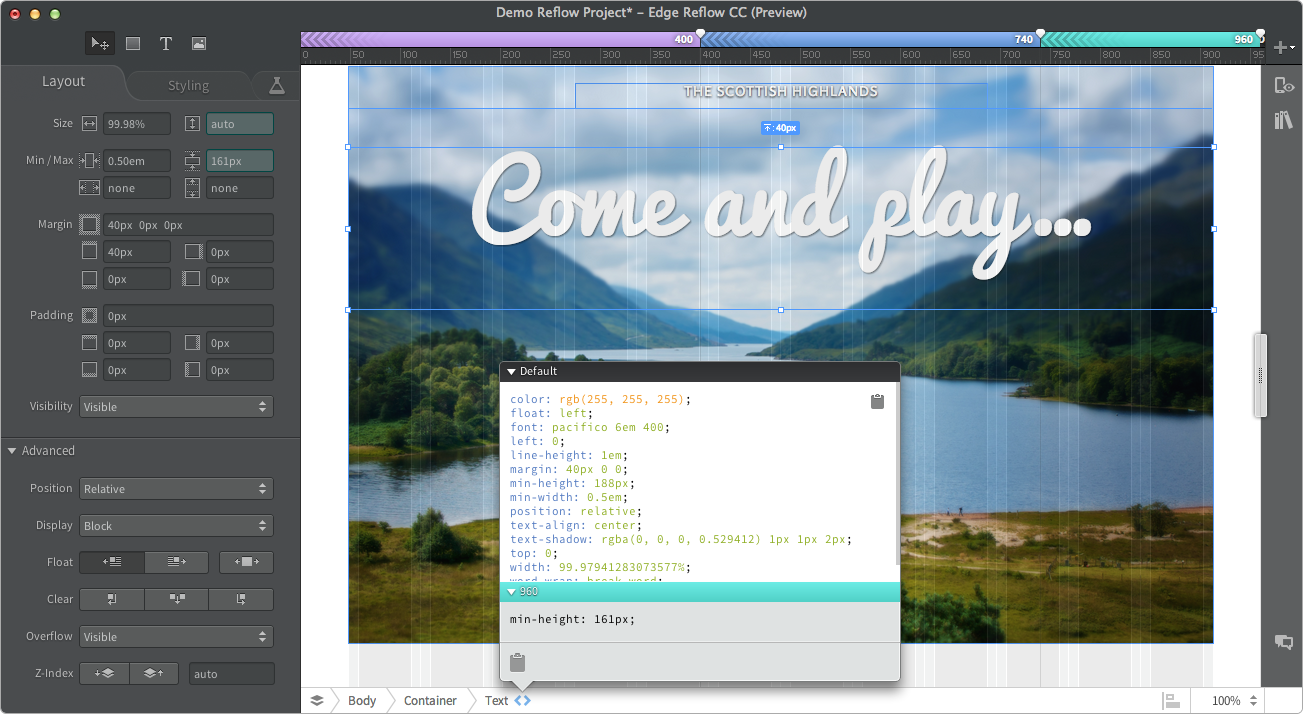 Demo Reflow Project* – Edge Reflow CC (Preview)
T
400
740
960
0 50 100 150 200 250 300 350 400 450 500 550 600 650 700 750 800 850 900 95
Layout
Styling
Size 99.98% auto
Min / Max 0.50em 161px
none none
Margin 40px 0px 0px
40px 0px
0px 0px
Padding 0px
0px 0px
0px 0px
Visibility Visible
Advanced
Position Relative
Display Block
Float
Clear
Overflow Visible
Z-Index auto
THE SCOTTISH HIGHLANDS
: 40px
Come and play...
Default
color: rgb(255, 255, 255);
float: left;
font: pacifico 6em 400;
left: 0;
line-height: 1em;
margin: 40px 0 0;
min-height: 188px;
min-width: 0.5em;
position: relative;
text-align: center;
text-shadow: rgba(0, 0, 0, 0.529412) 1px 1px 2px;
top: 0;
width: 99.97941283073577%;
word-wrap: break-word;
960
min-height: 161px;
Body Container Text
100%